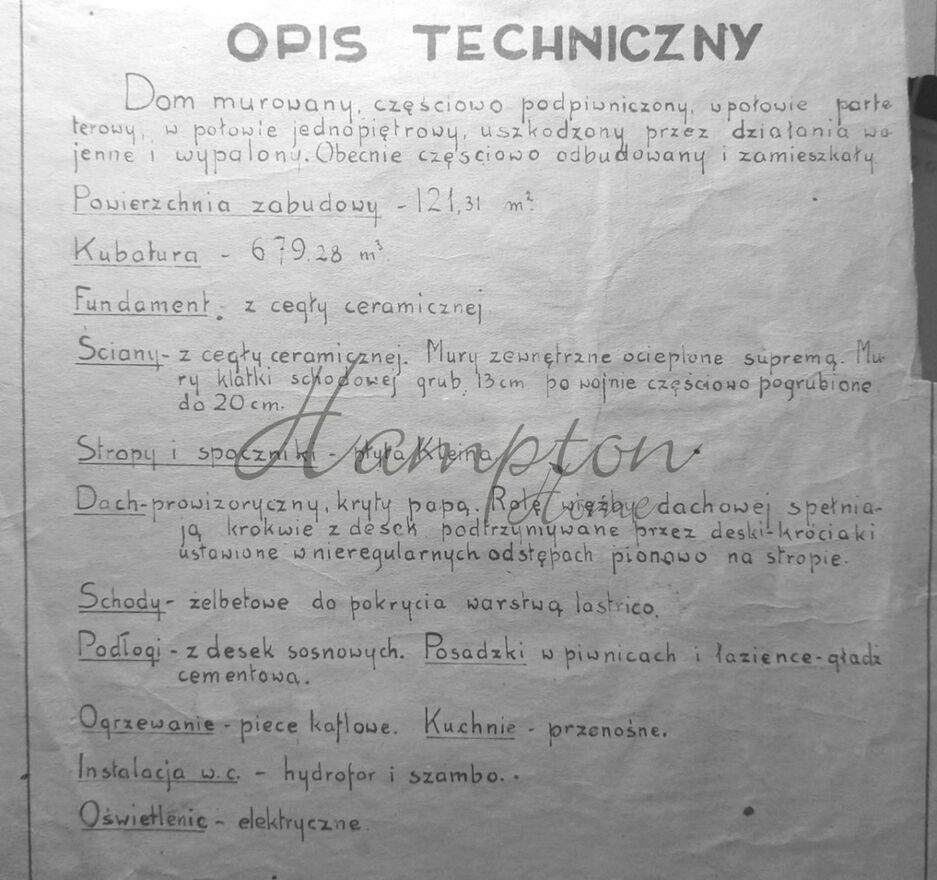 OPIS TECHNICZNY
Dom murowany, częściowo podpiwniczony, w połowie parte
terowy, w połowie jednopiętrowy, uszkodzony przez działania wo-
jenne i wypalony. Obecnie częściowo odbudowany i zamieszkały
Powierzchnia zabudowy - 121,31 m².
Kubatura - 679.28 m³.
Fundament - z cegły ceramicznej.
Ściany - z cegły ceramicznej. Mury zewnętrzne ocieplone supremą. Mu-
ry klatki schodowej grub. 13 cm po wojnie częściowo pogrubione
do 20 cm.
Hampton
Stropy i spoczniki - płyta Kleina
House
Dach - prowizoryczny, kryty papą. Rolę więźby dachowej spełnia-
ją krokwie z desek podtrzymywane przez deski-króciaki
ustawione w nieregularnych odstępach pionowo na stropie.
Schody - żelbetowe do pokrycia warstwą lastrico.
Podłogi - z desek sosnowych. Posadzki w piwnicach i łazience - gładź
cementowa.
Ogrzewanie - piece kaflowe. Kuchnie - przenośne.
Instalacja w.c. - hydrofor i szambo.
Oświetlenie - elektryczne.